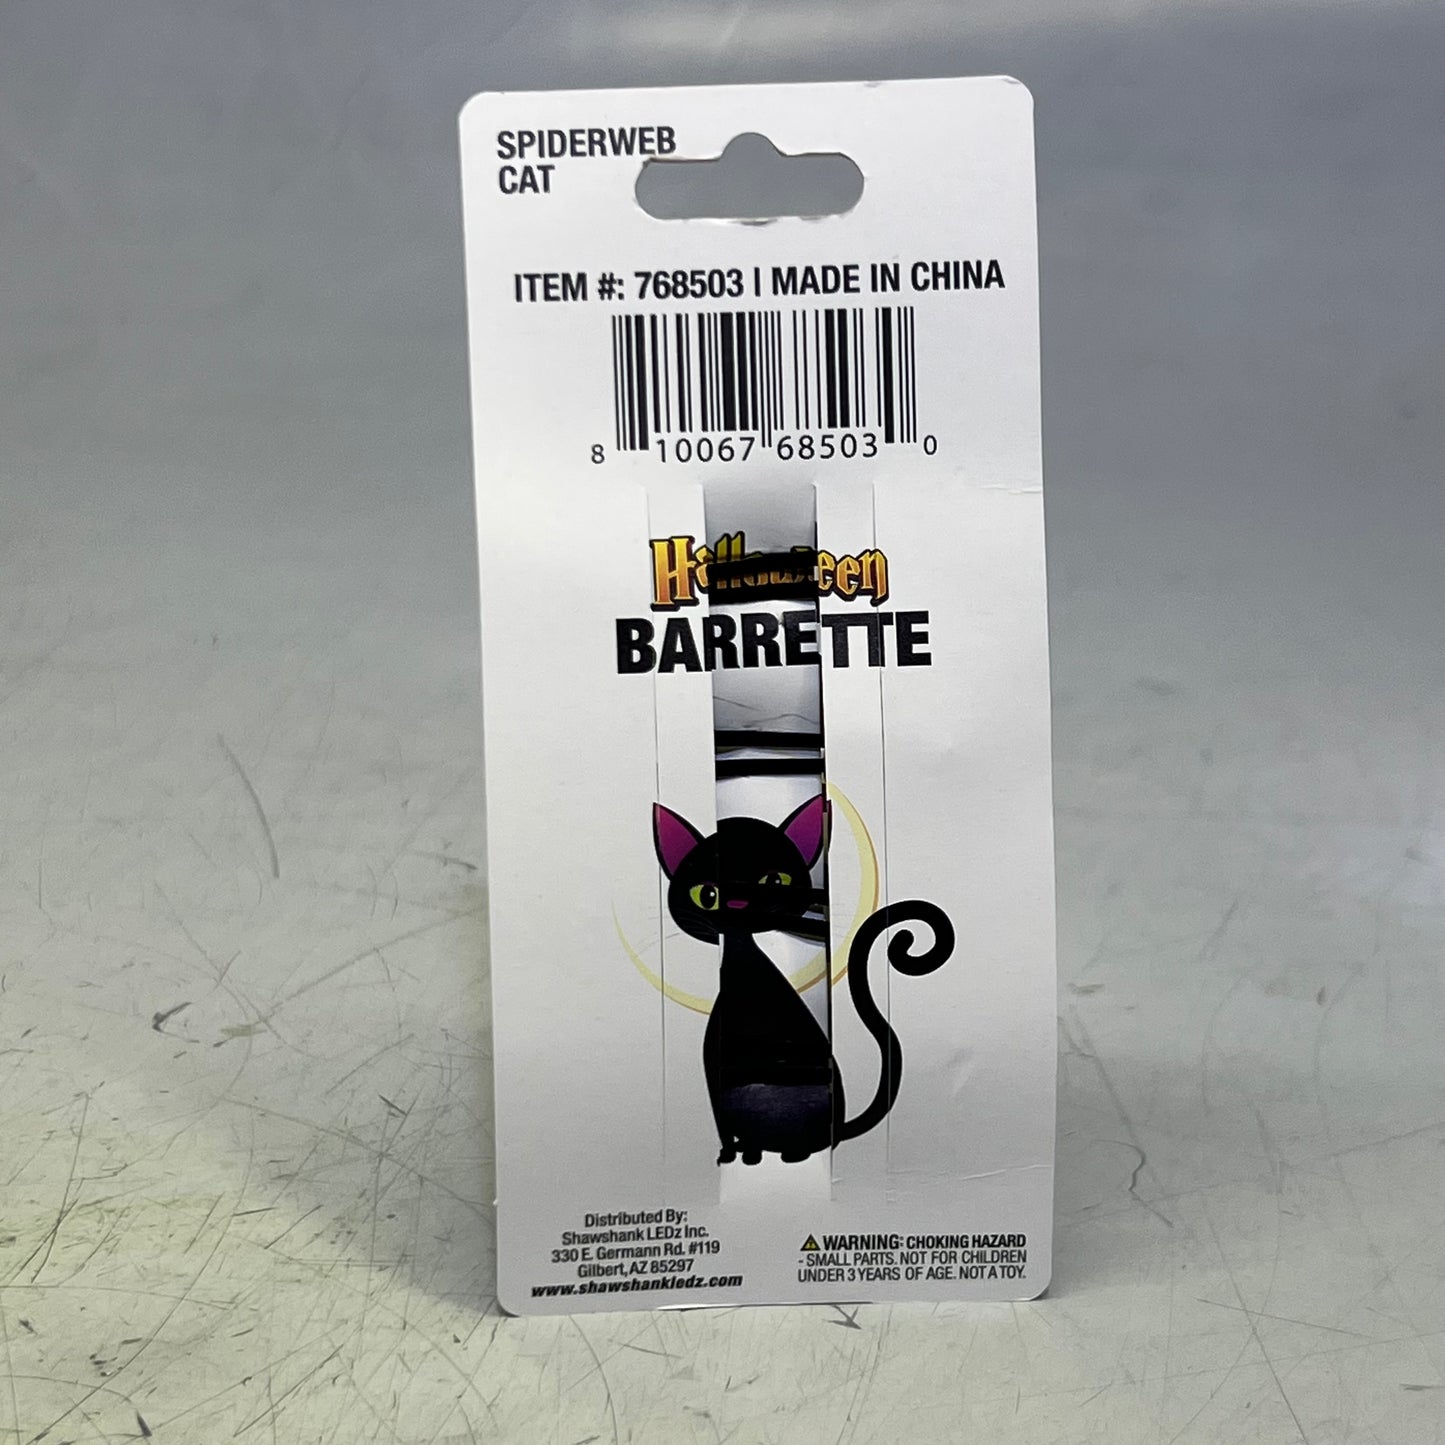 SPIDERWEB
CAT
ITEM #: 768503 | MADE IN CHINA
8 10067 68503 0
Halloween
BARRETTE
Distributed By:
Shawshank LEDz Inc.
330 E. Germann Rd. #119
Gilbert, AZ 85297
www.shawshankledz.com
WARNING: CHOKING HAZARD
- SMALL PARTS. NOT FOR CHILDREN
UNDER 3 YEARS OF AGE. NOT A TOY.